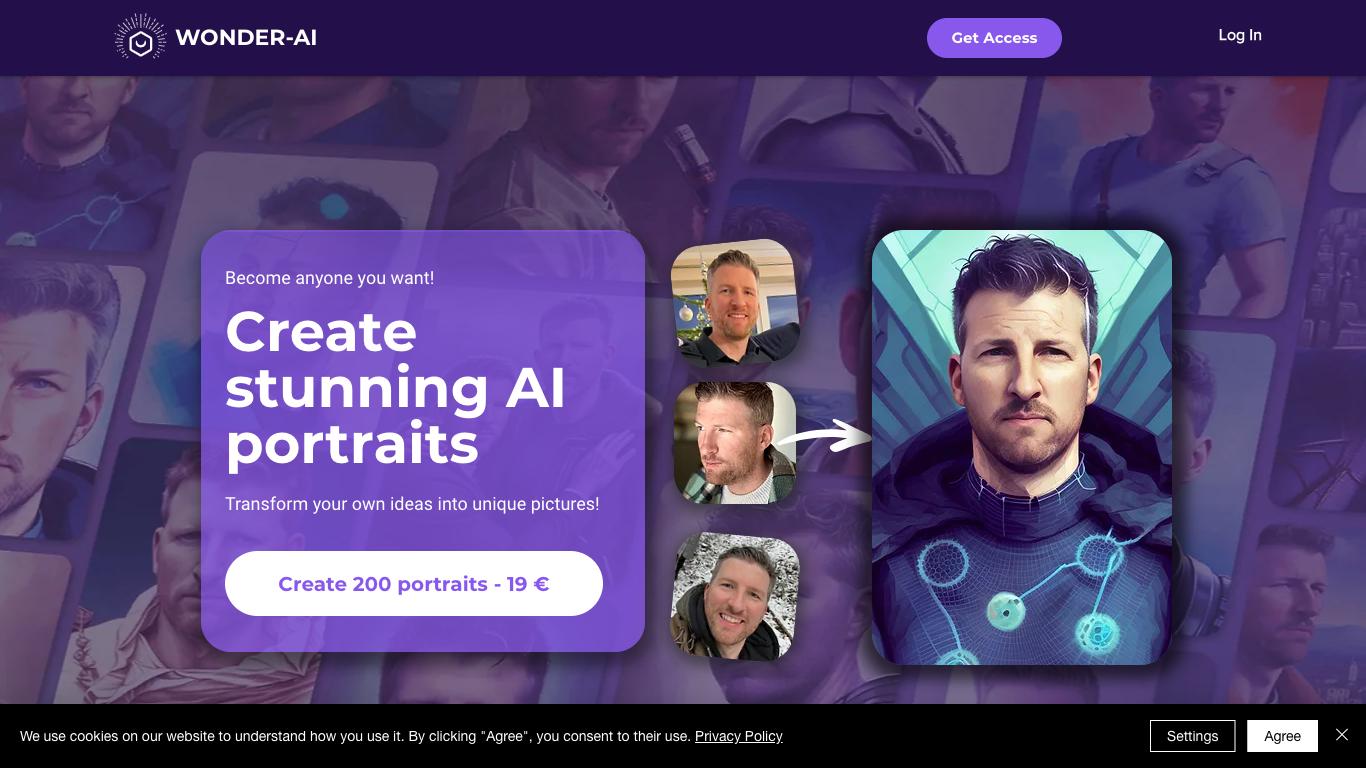 WONDER-AI
Get Access
Log In
Become anyone you want!
Create
stunning AI
portraits
Transform your own ideas into unique pictures!
Create 200 portraits - 19 €
We use cookies on our website to understand how you use it. By clicking "Agree", you consent to their use. Privacy Policy
Settings
Agree